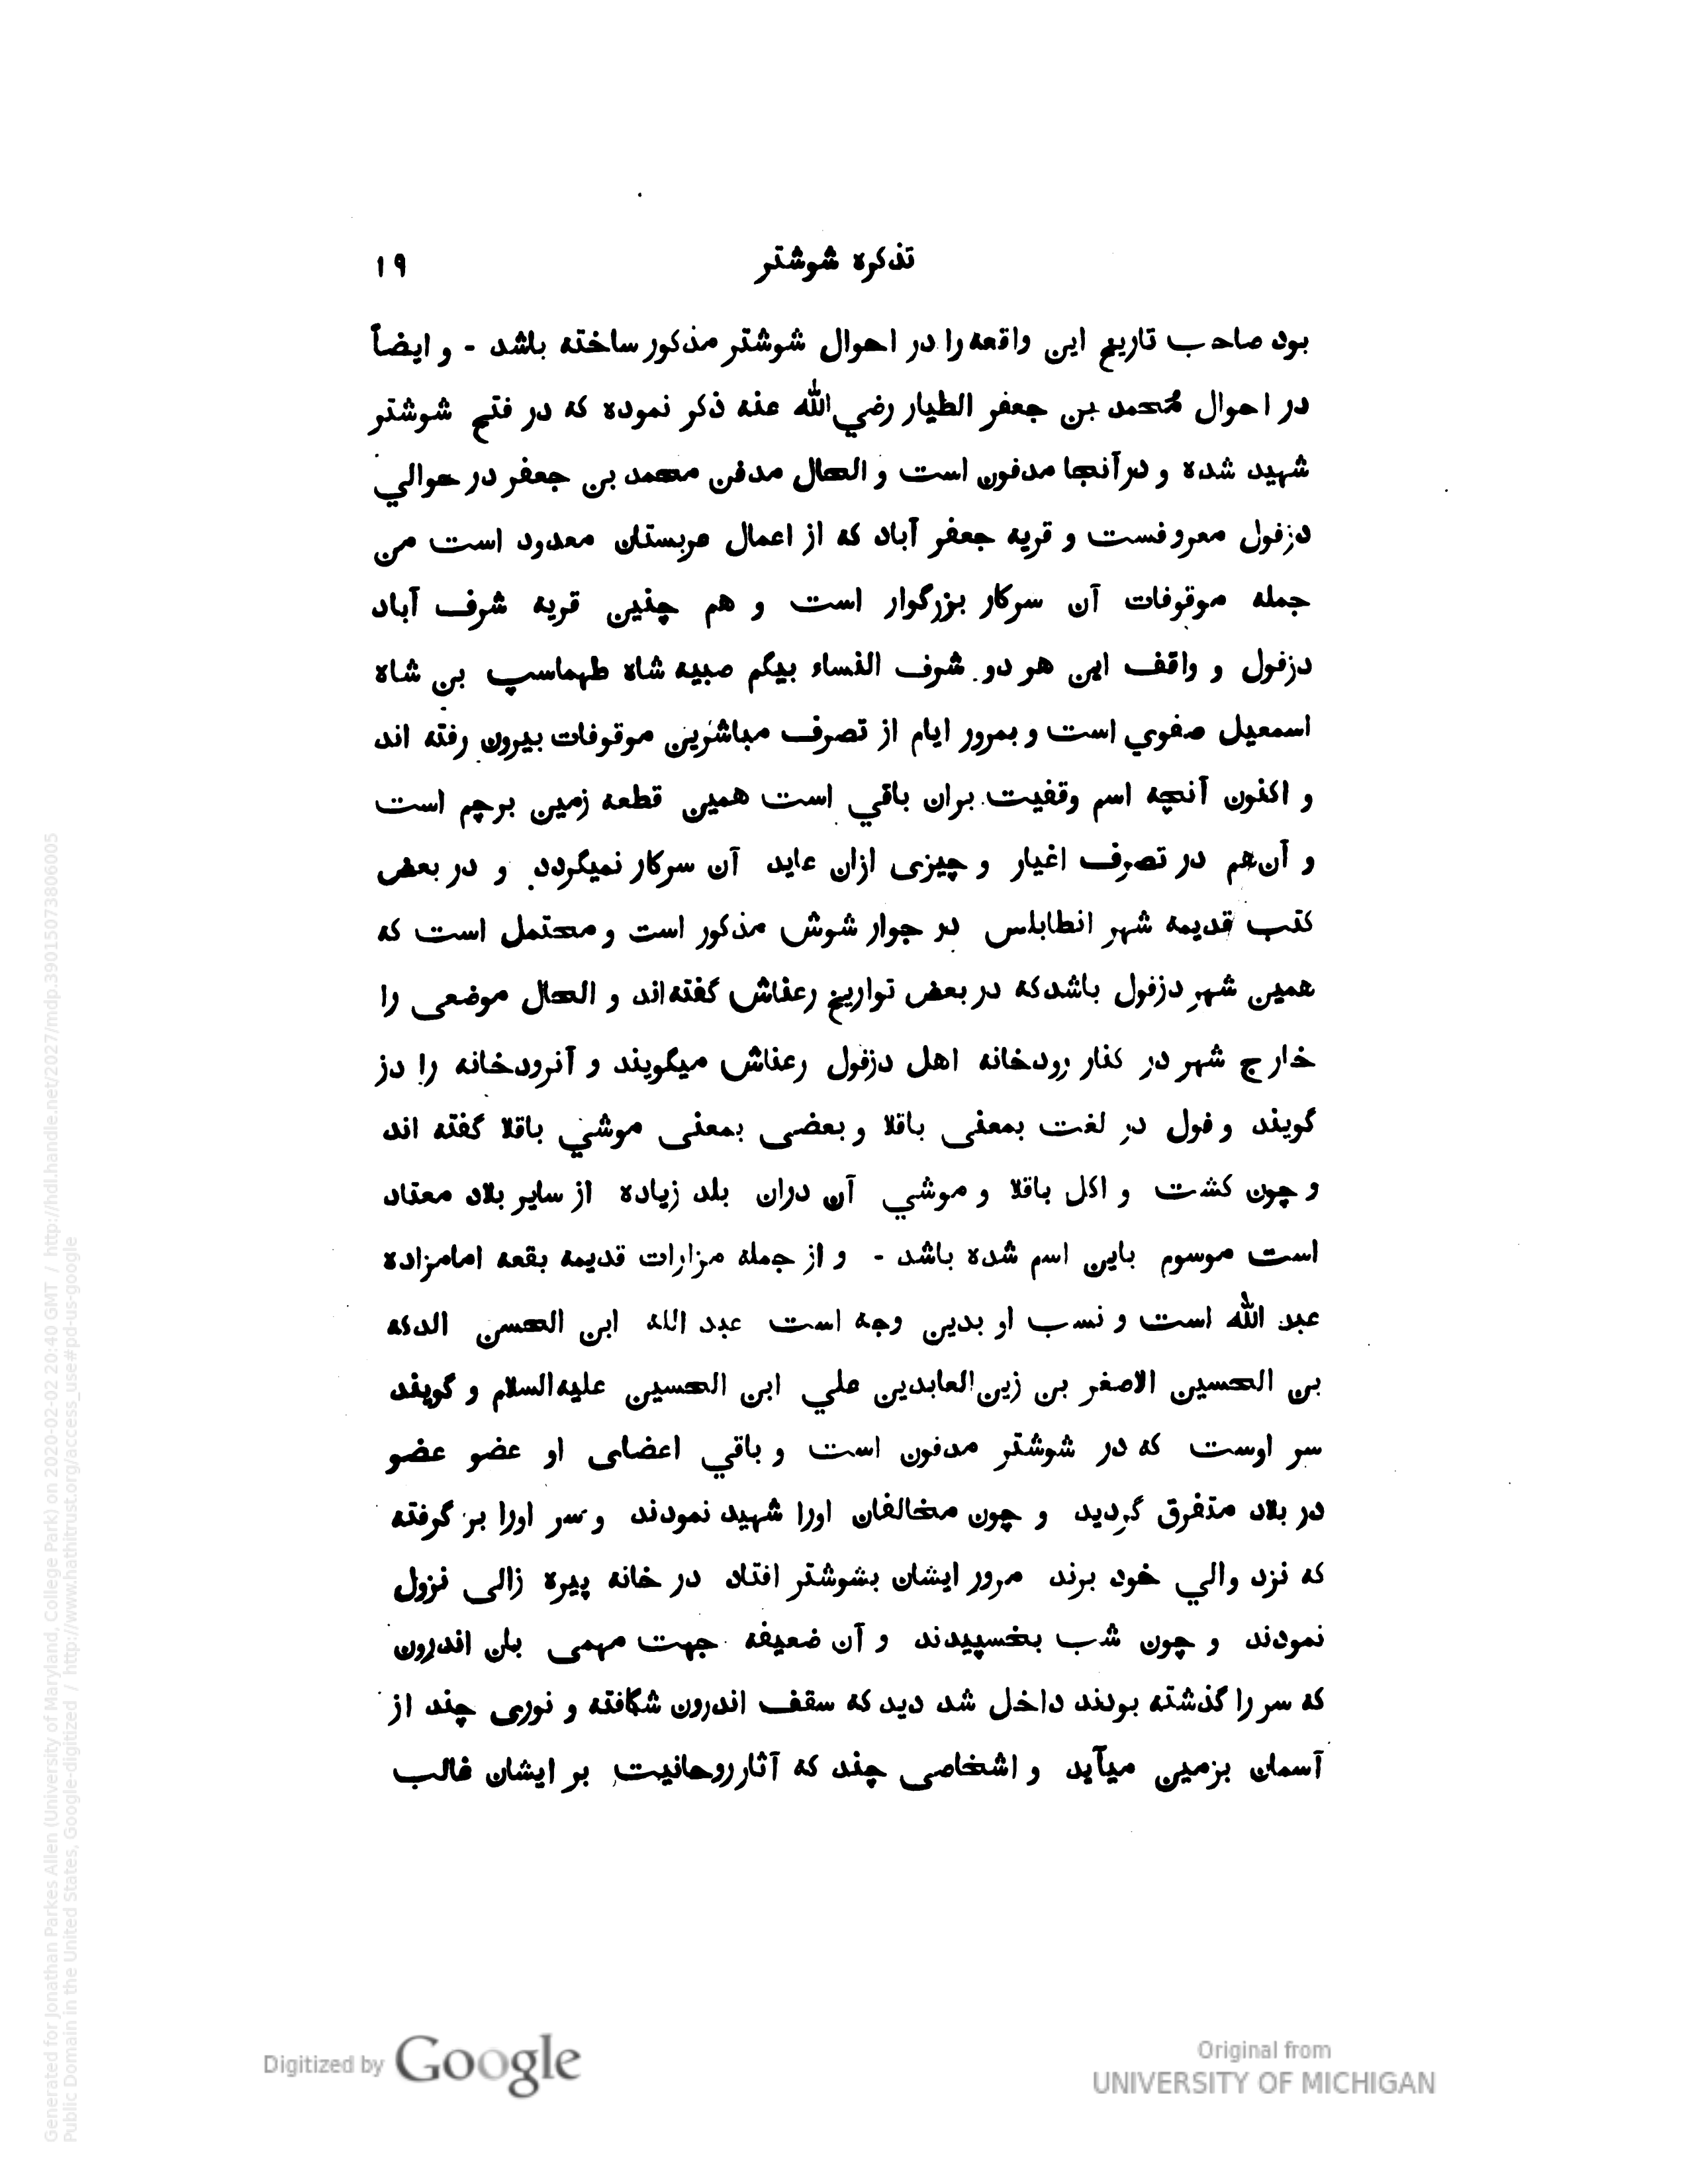 تذكره شوشتر
۱۹
بود صاحب تاريخ اين واقعه را در احوال شوشتر مذكور ساخته باشد - و ايضاً
در احوال محمد بن جعفر الطيار رضي الله عنه ذكر نموده كه در فتح شوشتر
شهيد شده و درآنجا مدفون است و الحال مدفن محمد بن جعفر در حوالي
دزفول معروفست و قريه جعفر آباد كه از اعمال عربستان معدود است من
جمله موقوفات آن سركار بزرگوار است و هم چنين قريه شرف آباد
دزفول و واقف اين هر دو شرف النساء بيگم صبيه شاه طهماسپ بن شاه
اسمعيل صفوي است و بمرور ايام از تصرف مباشرين موقوفات بيرون رفته اند
و اكنون آنچه اسم وقفيت بران باقي است همين قطعه زمين برچم است
و آن‌هم در تصرف اغيار و چيزى ازان عايد آن سركار نميگردد و در بعض
كتب قديمه شهر انطابلس در جوار شوش مذكور است و محتمل است كه
همين شهر دزفول باشد كه در بعض تواريخ رعناش گفته‌اند و الحال موضعى را
خارج شهر در كنار رودخانه اهل دزفول رعناش ميگويند و آنرودخانه را دز
گويند و فول در لغت بمعنى باقلا و بعضى بمعنى موشي باقلا گفته اند
و چون كشت و اكل باقلا و موشي آن دران بلد زياده از ساير بلاد معتاد
است موسوم باين اسم شده باشد - و از جمله مزارات قديمه بقعه امامزاده
عبد الله است و نسب او بدين وجه است عبد الله ابن الحسن الدكه
بن الحسين الاصغر بن زين‌العابدين علي ابن الحسين عليه‌السلام و گويند
سر اوست كه در شوشتر مدفون است و باقي اعضاى او عضو عضو
در بلاد متفرق گرديد و چون مخالفان اورا شهيد نمودند و سر اورا بر گرفته
كه نزد والي خود برند مرور ايشان بشوشتر افتاد در خانه پيره زالى نزول
نمودند و چون شب بخسپيدند و آن ضعيفه جهت مهمى بان اندرون
كه سر را گذشته بودند داخل شد ديد كه سقف اندرون شكافته و نورى چند از
آسمان بزمين ميآيد و اشخاصى چند كه آثار روحانيت بر ايشان غالب
Digitized by Google
Original from
UNIVERSITY OF MICHIGAN
Generated for Jonathan Parkes Allen (University of Maryland, College Park) on 2020-02-02 20:40 GMT / http://hdl.handle.net/2027/mdp.39015073806005
Public Domain in the United States, Google-digitized / http://www.hathitrust.org/access_use#pd-us-google